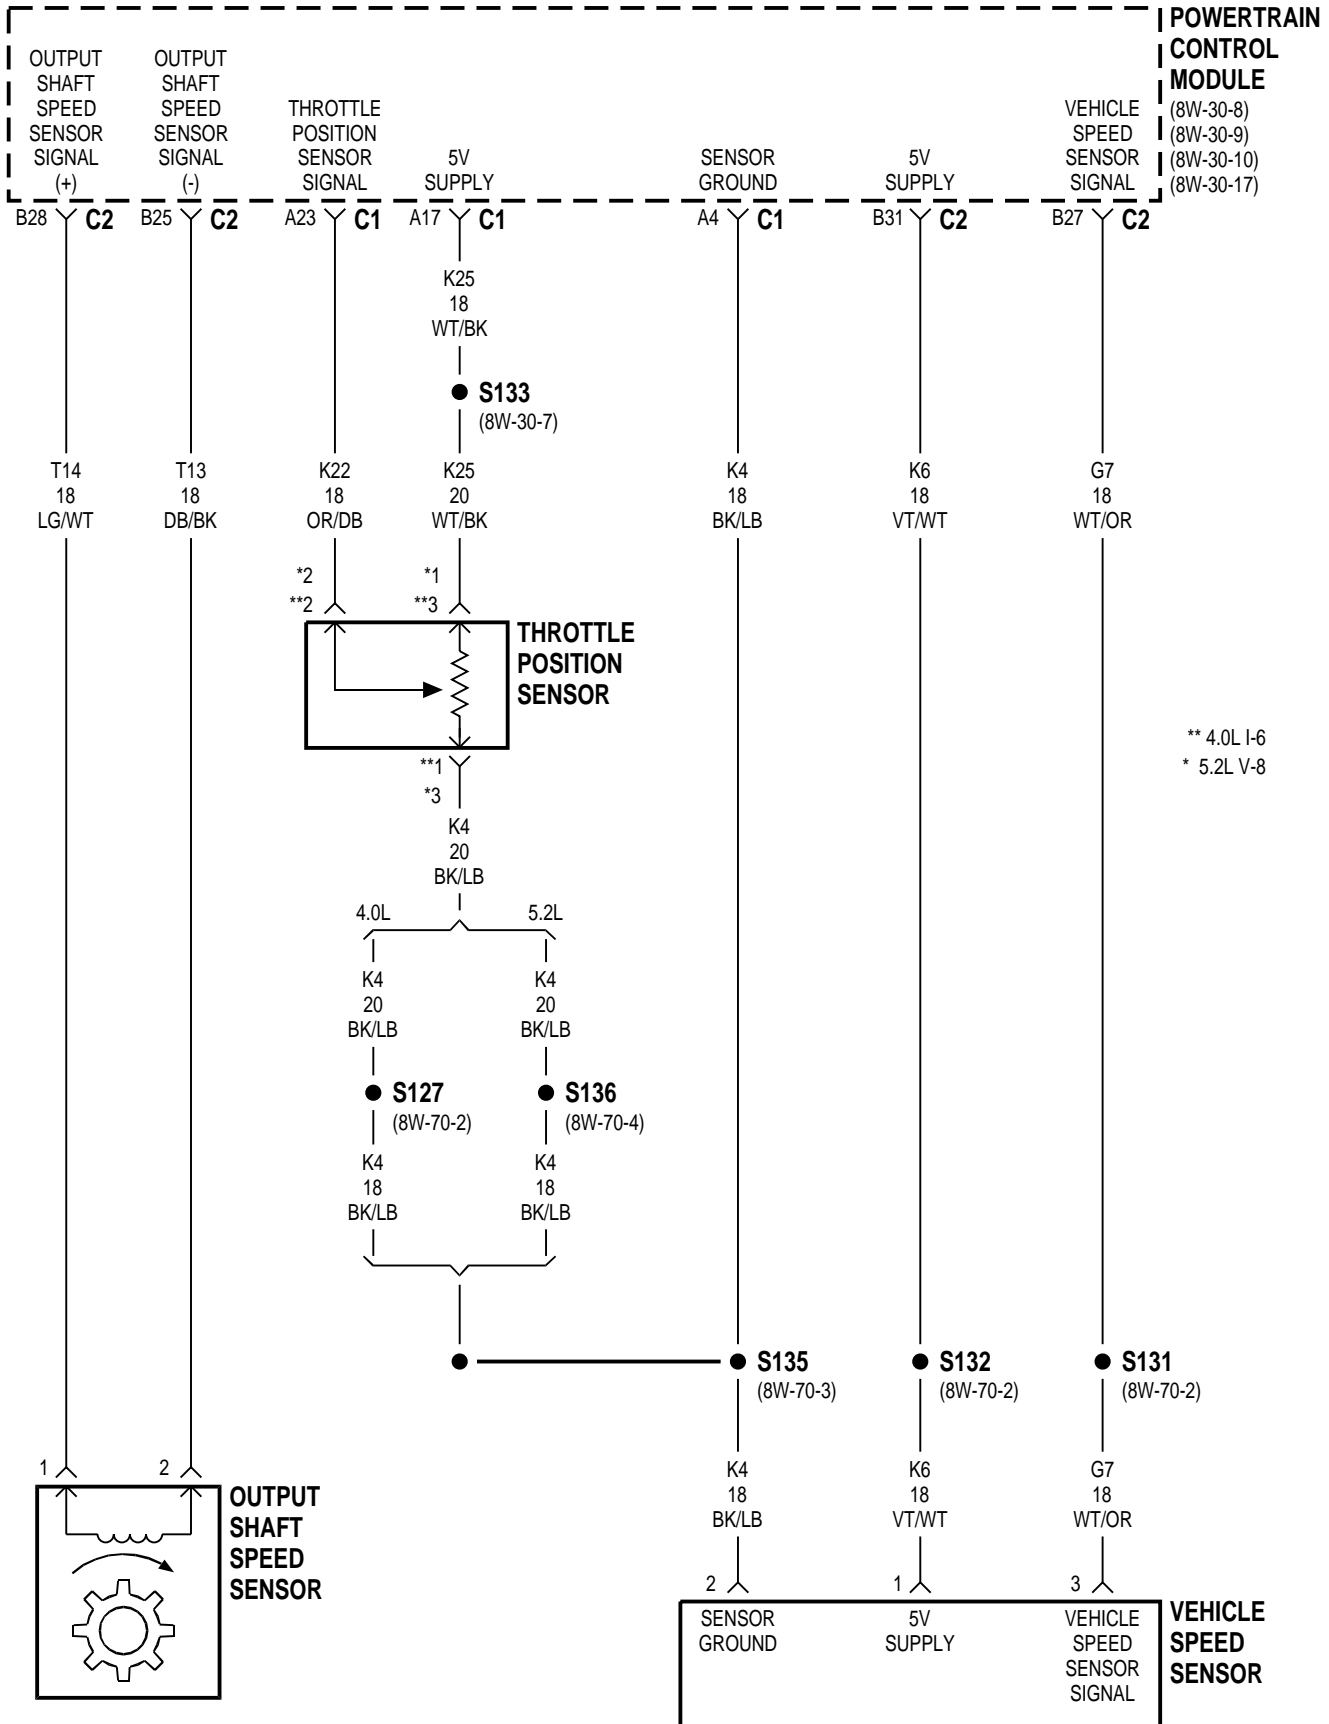 POWERTRAIN
CONTROL
MODULE
(8W-30-8)
(8W-30-9)
(8W-30-10)
(8W-30-17)
OUTPUT
SHAFT
SPEED
SENSOR
SIGNAL
(+)
OUTPUT
SHAFT
SPEED
SENSOR
SIGNAL
(-)
THROTTLE
POSITION
SENSOR
SIGNAL
5V
SUPPLY
SENSOR
GROUND
5V
SUPPLY
VEHICLE
SPEED
SENSOR
SIGNAL
B28 C2
B25 C2
A23 C1
A17 C1
A4 C1
B31 C2
B27 C2
K25
18
WT/BK
S133
(8W-30-7)
T14
18
LG/WT
T13
18
DB/BK
K22
18
OR/DB
K25
20
WT/BK
K4
18
BK/LB
K6
18
VT/WT
G7
18
WT/OR
*2
**2
*1
**3
THROTTLE
POSITION
SENSOR
** 4.0L I-6
* 5.2L V-8
**1
*3
K4
20
BK/LB
4.0L
5.2L
K4
20
BK/LB
K4
20
BK/LB
S127
(8W-70-2)
S136
(8W-70-4)
K4
18
BK/LB
K4
18
BK/LB
S135
(8W-70-3)
S132
(8W-70-2)
S131
(8W-70-2)
1
2
OUTPUT
SHAFT
SPEED
SENSOR
K4
18
BK/LB
K6
18
VT/WT
G7
18
WT/OR
2
1
3
SENSOR
GROUND
5V
SUPPLY
VEHICLE
SPEED
SENSOR
SIGNAL
VEHICLE
SPEED
SENSOR